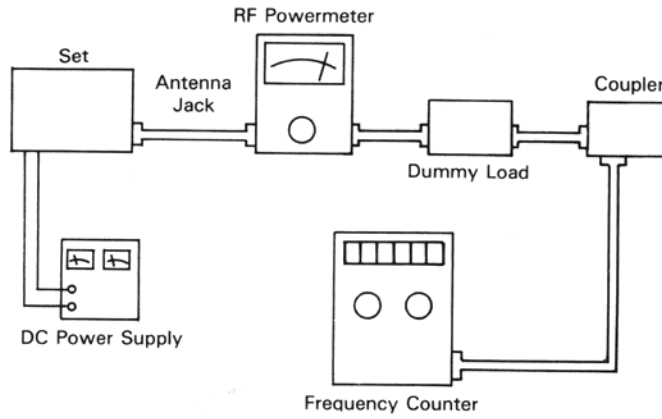 RF Powermeter
Set
Antenna
Jack
Coupler
Dummy Load
DC Power Supply
Frequency Counter